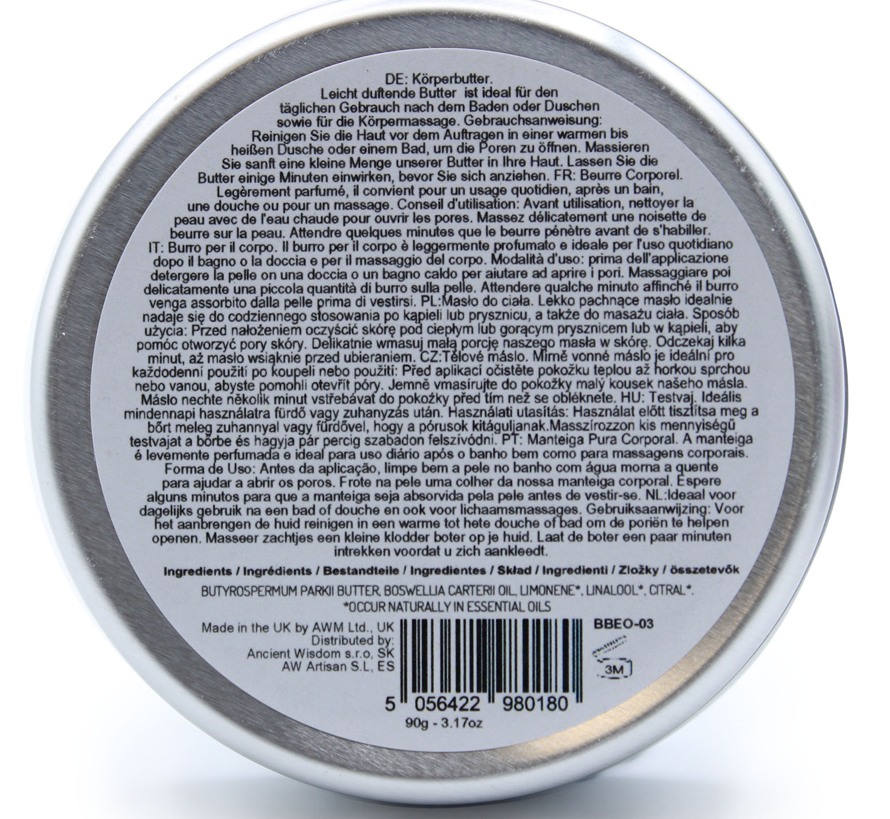 DE: Körperbutter.
Leicht duftende Butter ist ideal für den
täglichen Gebrauch nach dem Baden oder Duschen
sowie für die Körpermassage. Gebrauchsanweisung:
Reinigen Sie die Haut vor dem Auftragen in einer warmen bis
heißen Dusche oder einem Bad, um die Poren zu öffnen. Massieren
Sie sanft eine kleine Menge unserer Butter in Ihre Haut. Lassen Sie die
Butter einige Minuten einwirken, bevor Sie sich anziehen. FR: Beurre Corporel.
Legèrement parfumé, il convient pour un usage quotidien, après un bain,
une douche ou pour un massage. Conseil d'utilisation: Avant utilisation, nettoyer la
peau avec de l'eau chaude pour ouvrir les pores. Massez délicatement une noisette de
beurre sur la peau. Attendre quelques minutes que le beurre pénètre avant de s'habiller.
IT: Burro per il corpo. Il burro per il corpo è leggermente profumato e ideale per l'uso quotidiano
dopo il bagno o la doccia e per il massaggio del corpo. Modalità d'uso: prima dell'applicazione
detergere la pelle on una doccia o un bagno caldo per aiutare ad aprire i pori. Massaggiare poi
delicatamente una piccola quantità di burro sulla pelle. Attendere qualche minuto affinché il burro
venga assorbito dalla pelle prima di vestirsi. PL:Masło do ciała. Lekko pachnące masło idealnie
nadaje się do codziennego stosowania po kąpieli lub prysznicu, a także do masażu ciała. Sposób
użycia: Przed nałożeniem oczyścić skórę pod ciepłym lub gorącym prysznicem lub w kąpieli, aby
pomóc otworzyć pory skóry. Delikatnie wmasuj małą porcję naszego masła w skórę. Odczekaj kilka
minut, aż masło wsiąknie przed ubieraniem. CZ:Tělové máslo. Mírně vonné máslo je ideální pro
každodenní použití po koupeli nebo použití: Před aplikací očistěte pokožku teplou až horkou sprchou
nebo vanou, abyste pomohli otevřít póry. Jemně vmasírujte do pokožky malý kousek našeho másla.
Máslo nechte několik minut vstřebávat do pokožky před tím než se obléknete. HU: Testvaj. Ideális
mindennapi használatra fürdő vagy zuhanyzás után. Használati utasítás: Használat előtt tisztítsa meg a
bőrt meleg zuhannyal vagy fürdővel, hogy a pórusok kitáguljanak.Masszírozzon kis mennyiségű
testvajat a bőrbe és hagyja pár percig szabadon felszívódni. PT: Manteiga Pura Corporal. A manteiga
é levemente perfumada e ideal para uso diário após o banho bem como para massagens corporais.
Forma de Uso: Antes da aplicação, limpe bem a pele no banho com água morna a quente
para ajudar a abrir os poros. Frote na pele uma colher da nossa manteiga corporal. Espere
alguns minutos para que a manteiga seja absorvida pela pele antes de vestir-se. NL:Ideaal voor
dagelijks gebruik na een bad of douche en ook voor lichaamsmassages. Gebruiksaanwijzing: Voor
het aanbrengen de huid reinigen in een warme tot hete douche of bad om de poriën te helpen
openen. Masseer zachtjes een kleine klodder boter op je huid. Laat de boter een paar minuten
intrekken voordat u zich aankleedt.
Ingredients / Ingrédients / Bestandteile / Ingredientes / Skład / Ingredienti / Zložky / összetevők
BUTYROSPERMUM PARKII BUTTER, BOSWELLIA CARTERII OIL, LIMONENE*, LINALOOL*, CITRAL*.
*OCCUR NATURALLY IN ESSENTIAL OILS
Made in the UK by AWM Ltd., UK
Distributed by:
Ancient Wisdom s.r.o, SK
AW Artisan S.L, ES
5 056422 980180
90g - 3.17oz
BBEO-03
3M